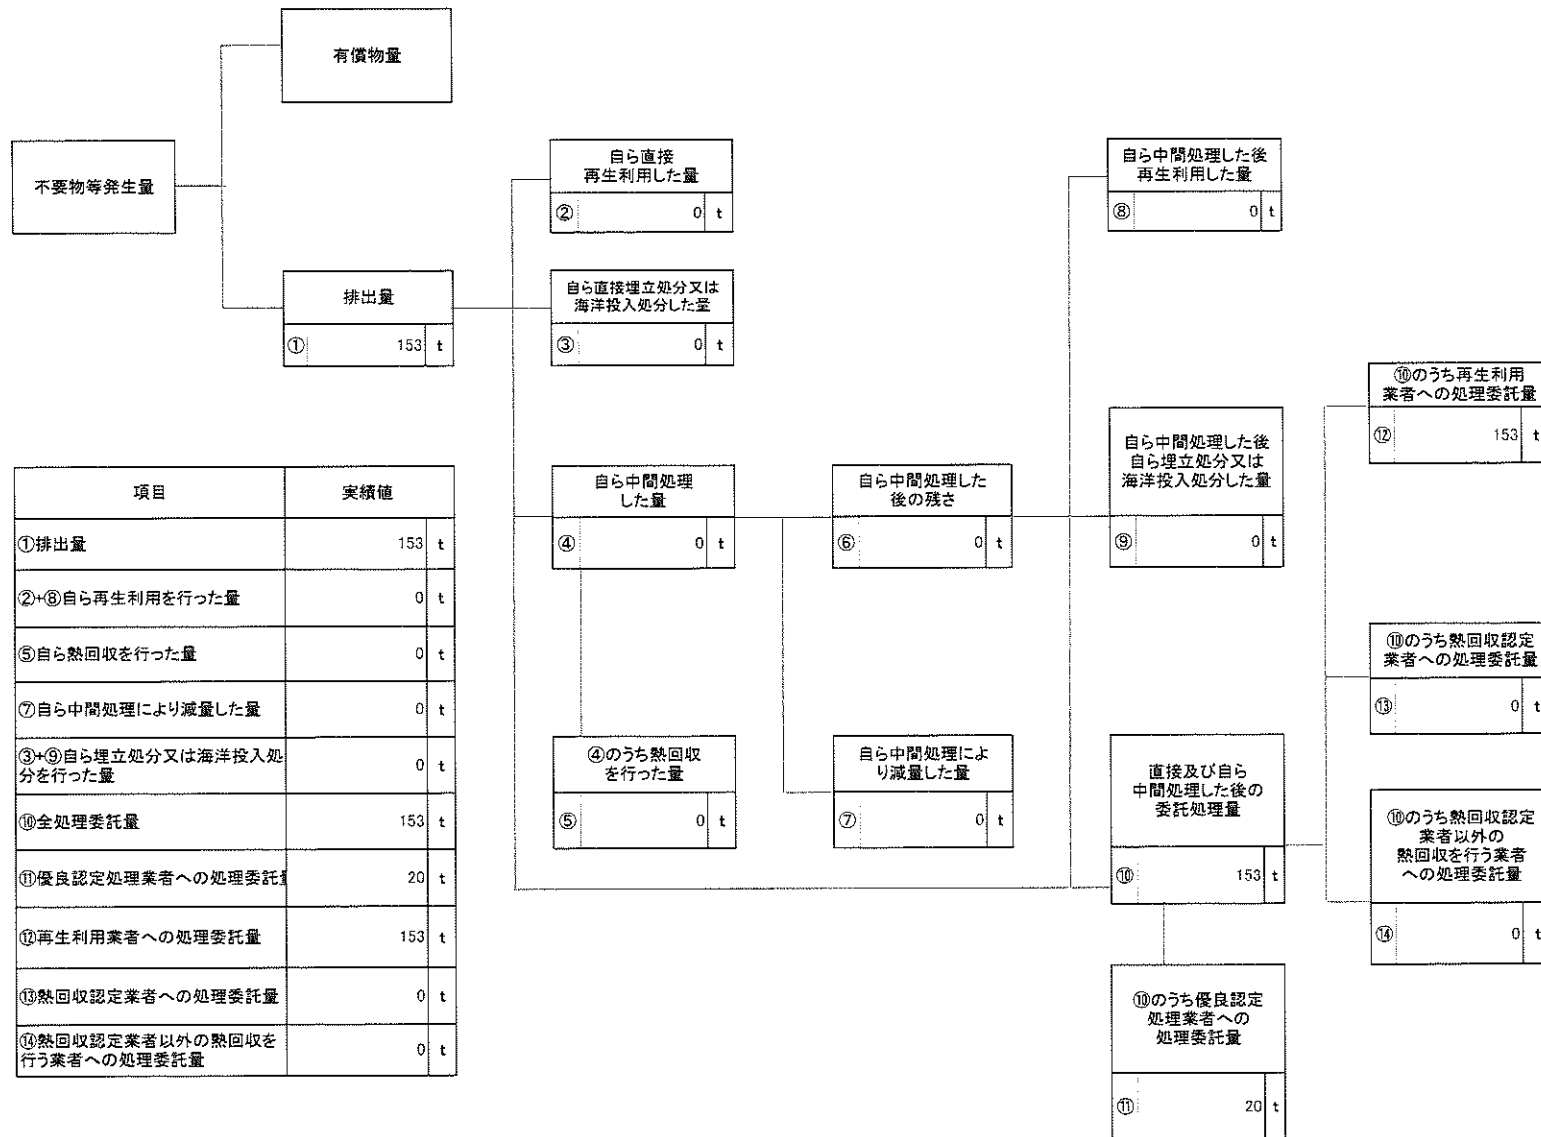 有償物量
不要物等発生量
排出量
① 153 t
自ら直接
再生利用した量
② 0 t
自ら直接埋立処分又は
海洋投入処分した量
③ 0 t
自ら中間処理
した量
④ 0 t
④のうち熱回収
を行った量
⑤ 0 t
自ら中間処理した
後の残さ
⑥ 0 t
自ら中間処理によ
り減量した量
⑦ 0 t
自ら中間処理した後
再生利用した量
⑧ 0 t
自ら中間処理した後
自ら埋立処分又は
海洋投入処分した量
⑨ 0 t
直接及び自ら
中間処理した後の
委託処理量
⑩ 153 t
⑩のうち優良認定
処理業者への
処理委託量
⑪ 20 t
⑩のうち再生利用
業者への処理委託量
⑫ 153 t
⑩のうち熱回収認定
業者への処理委託量
⑬ 0 t
⑩のうち熱回収認定
業者以外の
熱回収を行う業者
への処理委託量
⑭ 0 t
項目 実績値
①排出量 153 t
②+⑧自ら再生利用を行った量 0 t
⑤自ら熱回収を行った量 0 t
⑦自ら中間処理により減量した量 0 t
③+⑨自ら埋立処分又は海洋投入処
分を行った量 0 t
⑩全処理委託量 153 t
⑪優良認定処理業者への処理委託 20 t
⑫再生利用業者への処理委託量 153 t
⑬熱回収認定業者への処理委託量 0 t
⑭熱回収認定業者以外の熱回収を
行う業者への処理委託量 0 t